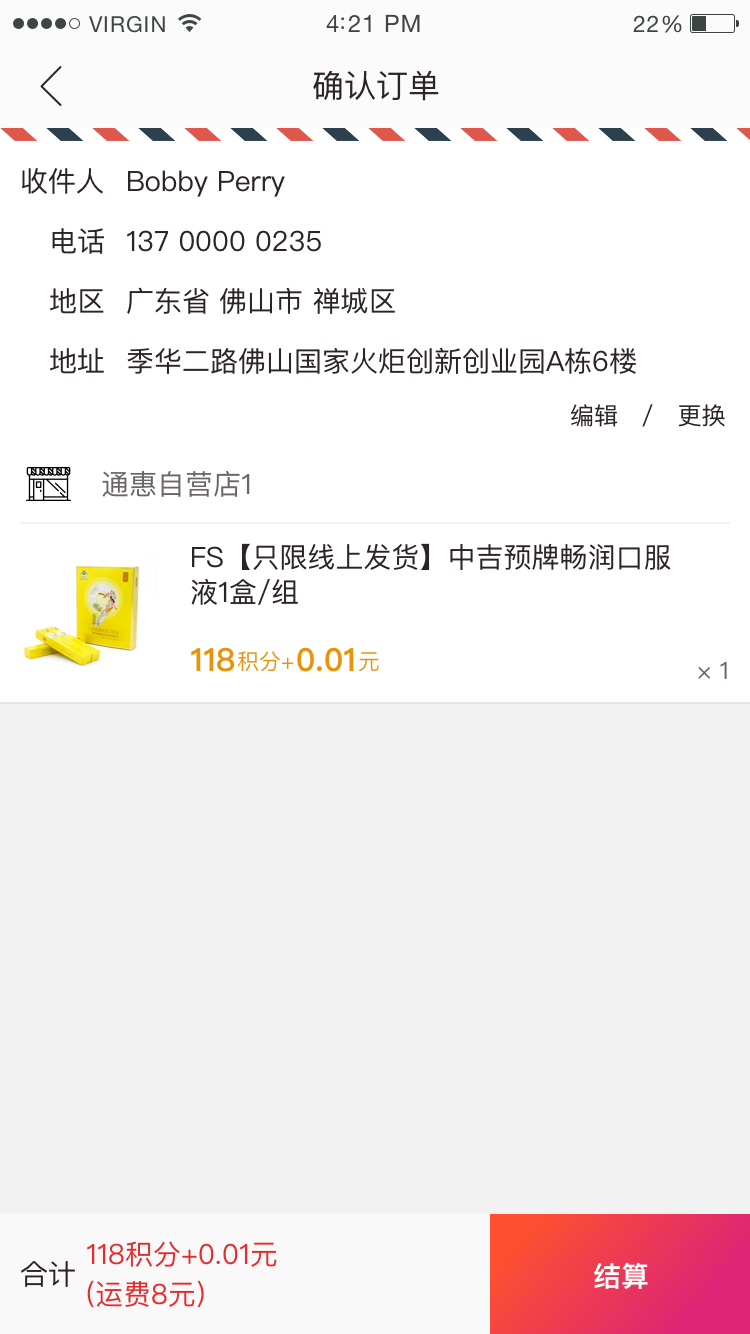 VIRGIN 4:21 PM 22%
确认订单
收件人 Bobby Perry
电话 137 0000 0235
地区 广东省 佛山市 禅城区
地址 季华二路佛山国家火炬创新创业园A栋6楼
编辑 / 更换
通惠自营店1
FS【只限线上发货】中吉预牌畅润口服
液1盒/组
118积分+0.01元
× 1
合计 118积分+0.01元
(运费8元)
结算